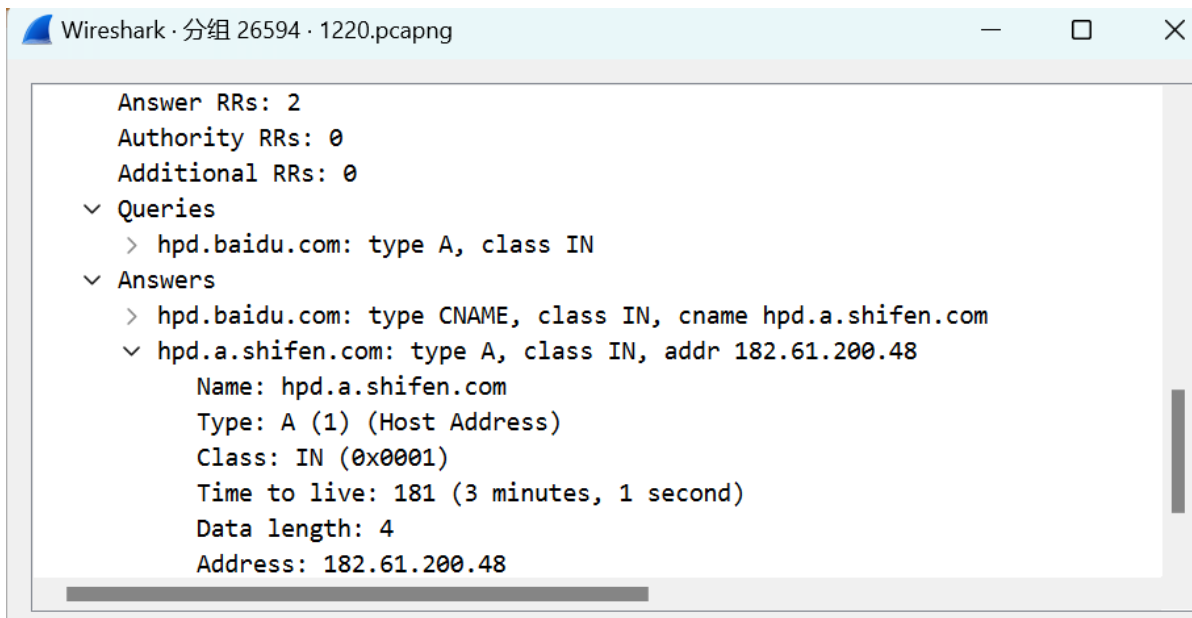 Wireshark · 分组 26594 · 1220.pcapng
Answer RRs: 2
Authority RRs: 0
Additional RRs: 0
Queries
hpd.baidu.com: type A, class IN
Answers
hpd.baidu.com: type CNAME, class IN, cname hpd.a.shifen.com
hpd.a.shifen.com: type A, class IN, addr 182.61.200.48
Name: hpd.a.shifen.com
Type: A (1) (Host Address)
Class: IN (0x0001)
Time to live: 181 (3 minutes, 1 second)
Data length: 4
Address: 182.61.200.48